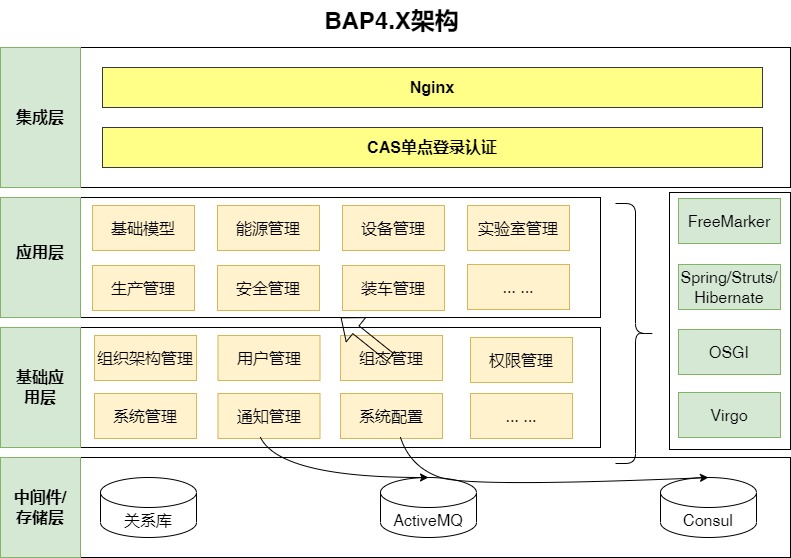 BAP4.X架构
集成层
Nginx
CAS单点登录认证
应用层
基础模型
能源管理
设备管理
实验室管理
生产管理
安全管理
装车管理
... ...
基础应
用层
组织架构管理
用户管理
组态管理
权限管理
系统管理
通知管理
系统配置
... ...
FreeMarker
Spring/Struts/
Hibernate
OSGI
Virgo
中间件/
存储层
关系库
ActiveMQ
Consul